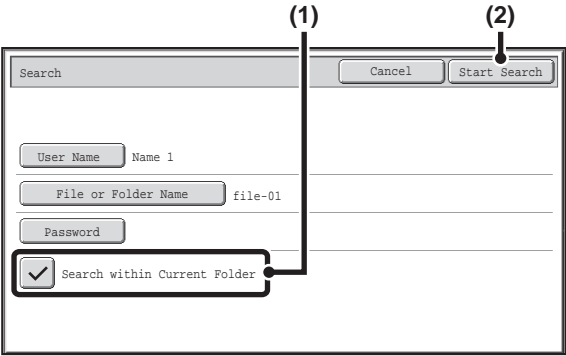 (1) (2)
Search Cancel Start Search
User Name Name 1
File or Folder Name file-01
Password
Search within Current Folder